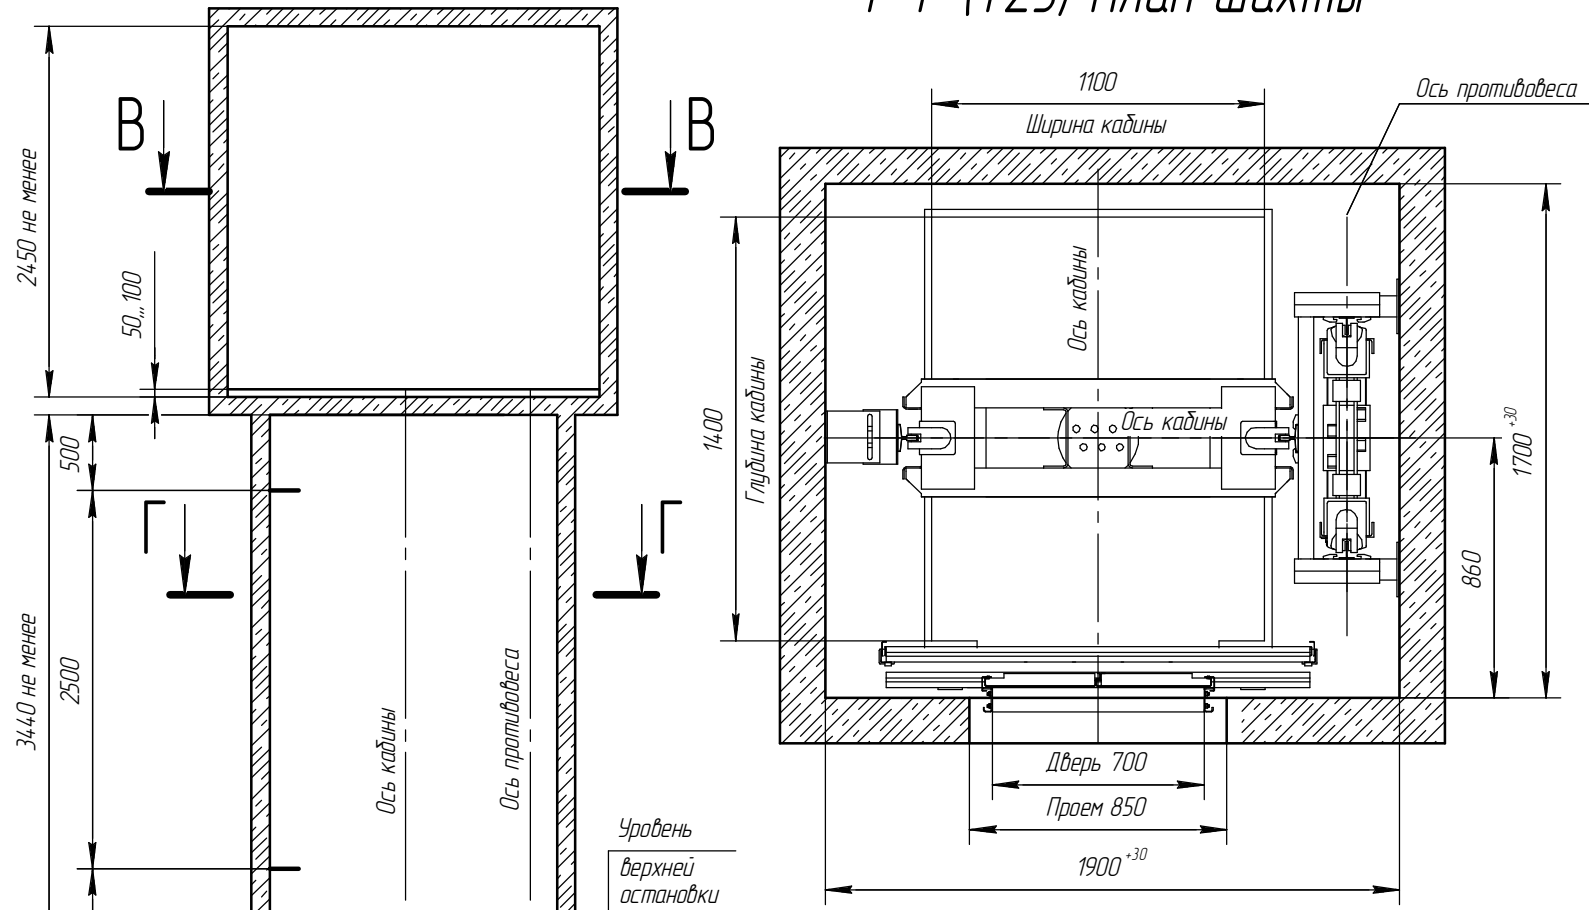 План шахты
В
В
2450 не менее
50...100
500
Г
Г
3440 не менее
2500
Ось кабины
Ось противовеса
Уровень
верхней
остановки
1100
Ширина кабины
Ось противовеса
Ось кабины
Ось кабины
1400
Глубина кабины
1700 +30
860
Дверь 700
Проем 850
1900 +30